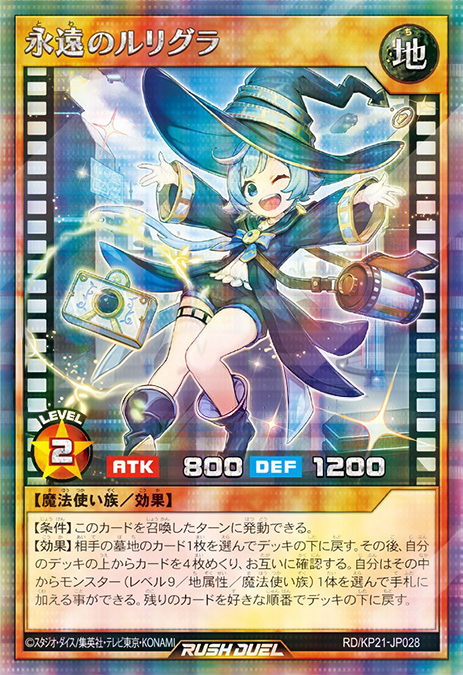 永遠のルリグラ
地
LEVEL
2
ATK 800 DEF 1200
【魔法使い族/効果】
【条件】このカードを召喚したターンに発動できる。
【効果】相手の墓地のカード1枚を選んでデッキの下に戻す。その後、自分
のデッキの上からカードを4枚めくり、お互いに確認する。自分はその中
からモンスター(レベル9/地属性/魔法使い族)1体を選んで手札に
加える事ができる。残りのカードを好きな順番でデッキの下に戻す。
©スタジオ・ダイス/集英社・テレビ東京・KONAMI
RUSH DUEL
RD/KP21-JP028